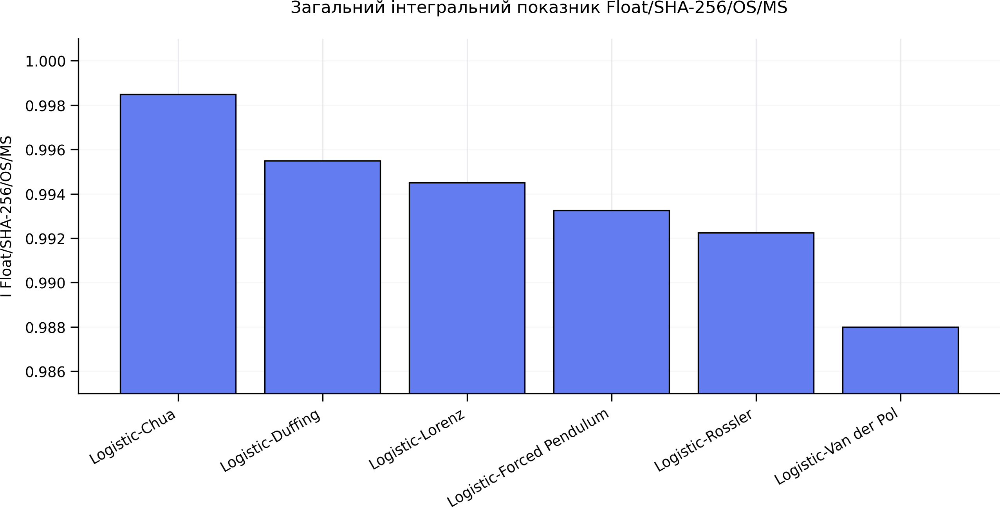 Загальний інтегральний показник Float/SHA-256/OS/MS
I Float/SHA-256/OS/MS
1.000
0.998
0.996
0.994
0.992
0.990
0.988
0.986
Logistic-Chua
Logistic-Duffing
Logistic-Lorenz
Logistic-Forced Pendulum
Logistic-Rossler
Logistic-Van der Pol